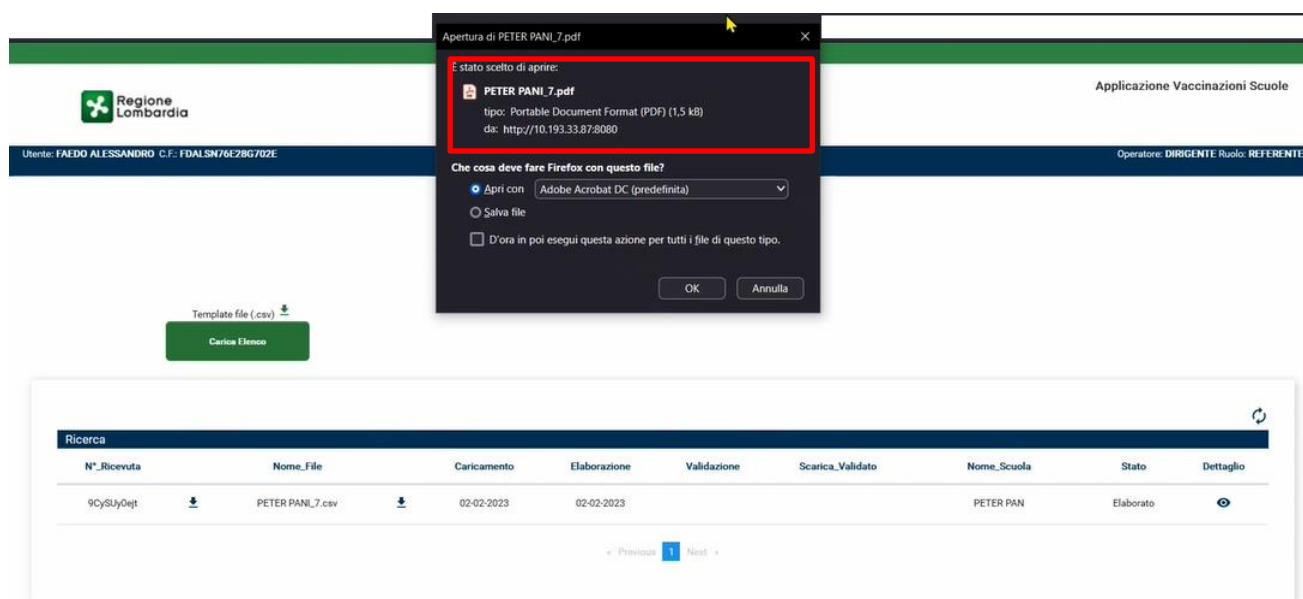 Apertura di PETER PANI_7.pdf
È stato scelto di aprire:
PETER PANI_7.pdf
tipo: Portable Document Format (PDF) (1,5 kB)
da: http://10.193.33.87:8080
Che cosa deve fare Firefox con questo file?
Apri con Adobe Acrobat DC (predefinita)
Salva file
D'ora in poi esegui questa azione per tutti i file di questo tipo.
OK Annulla
Regione
Lombardia
Applicazione Vaccinazioni Scuole
Utente: FAEDO ALESSANDRO C.F.: FDALSN76E28G702E
Operatore: DIRIGENTE Ruolo: REFERENTE
Template file (.csv)
Carica Elenco
Ricerca
N°_Ricevuta Nome_File Caricamento Elaborazione Validazione Scarica_Validato Nome_Scuola Stato Dettaglio
9CySUy0ejt PETER PANI_7.csv 02-02-2023 02-02-2023 PETER PAN Elaborato
« Previous 1 Next »